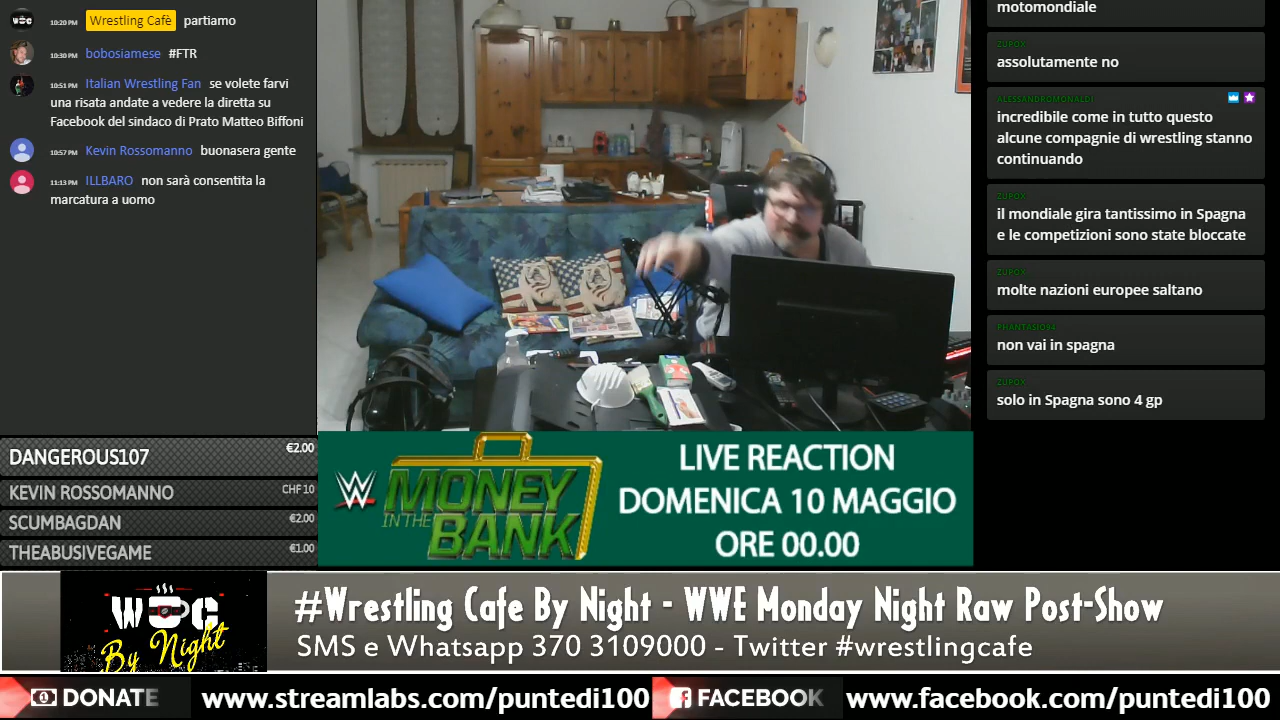 10:20 PM Wrestling Cafè partiamo
10:30 PM bobosiamese #FTR
10:51 PM Italian Wrestling Fan se volete farvi
una risata andate a vedere la diretta su
Facebook del sindaco di Prato Matteo Biffoni
10:57 PM Kevin Rossomanno buonasera gente
11:13 PM ILLBARO non sarà consentita la
marcatura a uomo
DANGEROUS107 €2.00
KEVIN ROSSOMANNO CHF 10
SCUMBAGDAN €2.00
THEABUSIVEGAME €1.00
motomondiale
ZUPOX
assolutamente no
ALESSANDROMONALDI
incredibile come in tutto questo
alcune compagnie di wrestling stanno
continuando
ZUPOX
il mondiale gira tantissimo in Spagna
e le competizioni sono state bloccate
ZUPOX
molte nazioni europee saltano
PHANTASIO94
non vai in spagna
ZUPOX
solo in Spagna sono 4 gp
W
MONEY
IN THE
BANK
LIVE REACTION
DOMENICA 10 MAGGIO
ORE 00.00
WC
By Night
#Wrestling Cafe By Night - WWE Monday Night Raw Post-Show
SMS e Whatsapp 370 3109000 - Twitter #wrestlingcafe
DONATE www.streamlabs.com/puntedi100 FACEBOOK www.facebook.com/puntedi100